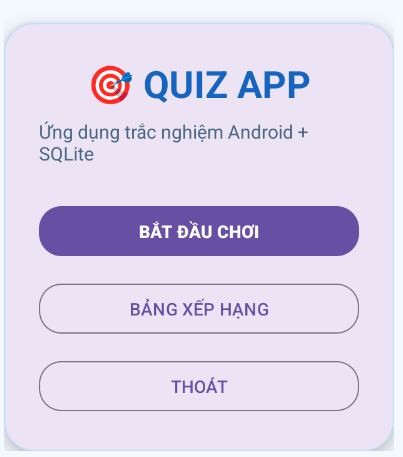 🎯 QUIZ APP
Ứng dụng trắc nghiệm Android +
SQLite
BẮT ĐẦU CHƠI
BẢNG XẾP HẠNG
THOÁT